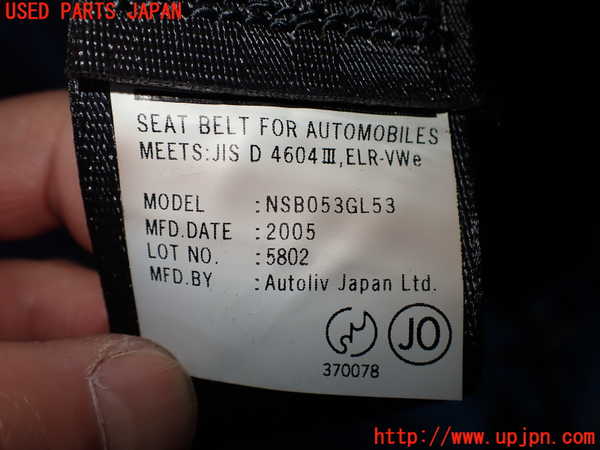 USED PARTS JAPAN
SEAT BELT FOR AUTOMOBILES
MEETS:JIS D 4604Ⅲ,ELR-VWe
MODEL :NSB053GL53
MFD.DATE :2005
LOT NO. :5802
MFD.BY :Autoliv Japan Ltd.
JO
370078
http://www.upjpn.com